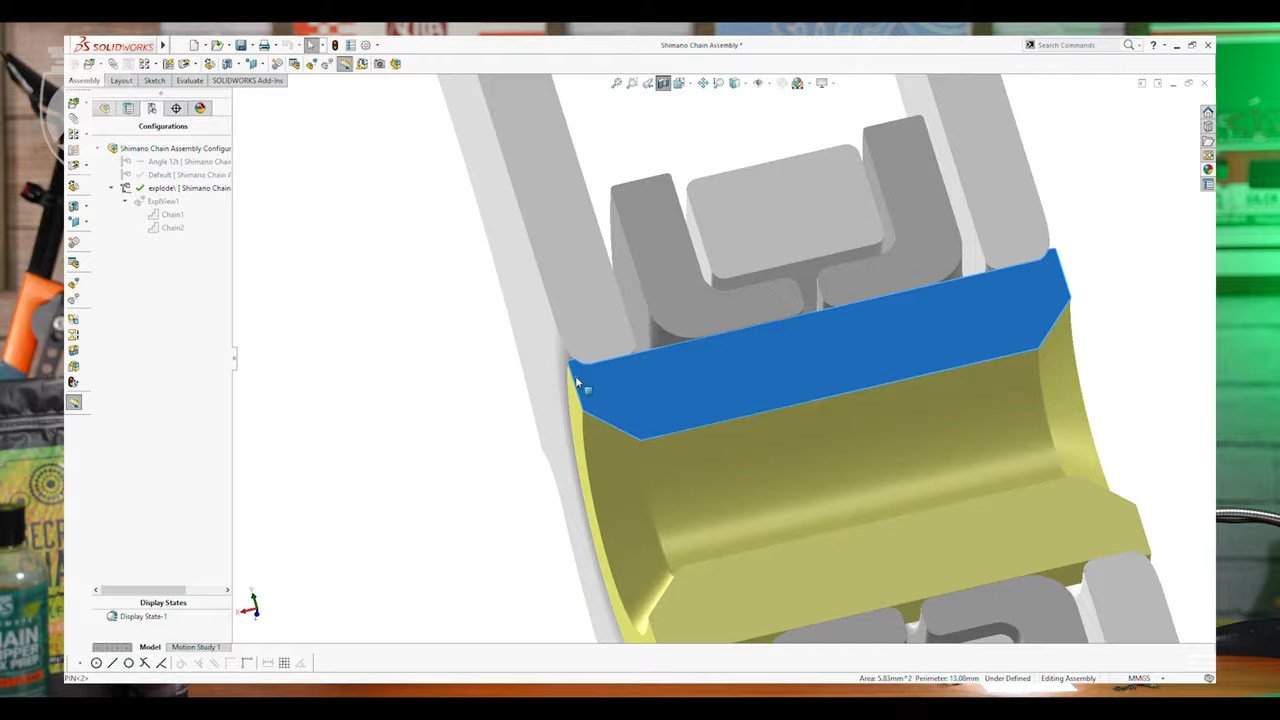 SOLIDWORKS
Shimano Chain Assembly *
Search Commands
?
Assembly
Layout
Sketch
Evaluate
SOLIDWORKS Add-Ins
Configurations
Shimano Chain Assembly Configur
Angle 12t [ Shimano Chain
Default [ Shimano Chain A
explode\ [ Shimano Chain
ExplView1
Chain1
Chain2
Display States
Display State-1
Model
Motion Study 1
PIN<2>
Area: 5.83mm^2 Perimeter: 13.08mm
Under Defined
Editing Assembly
MMGS